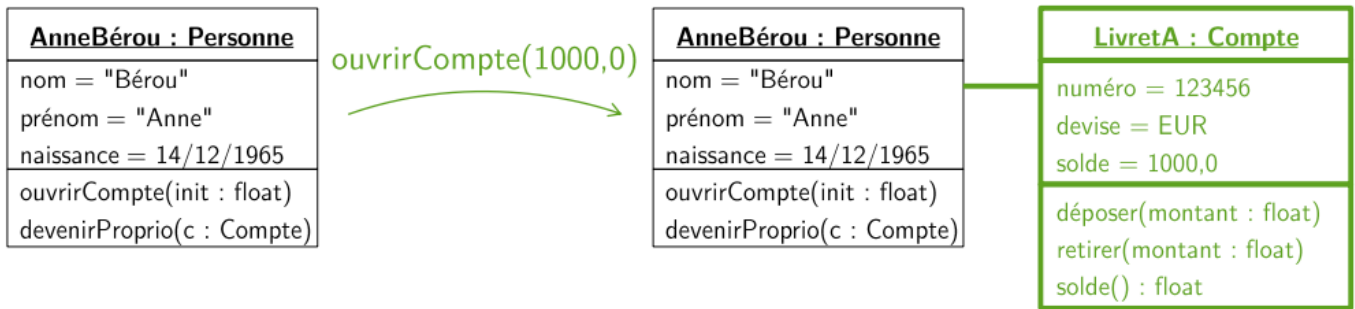 AnneBérou : Personne
nom = "Bérou"
prénom = "Anne"
naissance = 14/12/1965
ouvrirCompte(init : float)
devenirProprio(c : Compte)
ouvrirCompte(1000,0)
AnneBérou : Personne
nom = "Bérou"
prénom = "Anne"
naissance = 14/12/1965
ouvrirCompte(init : float)
devenirProprio(c : Compte)
LivretA : Compte
numéro = 123456
devise = EUR
solde = 1000,0
déposer(montant : float)
retirer(montant : float)
solde() : float